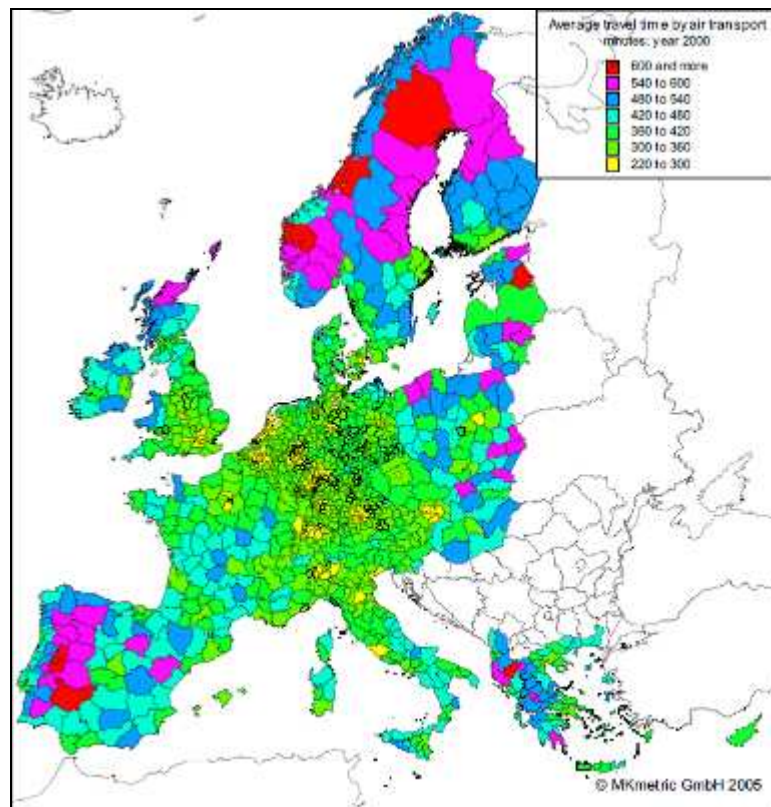 Average travel time by air transport
minutes: year 2000
600 and more
540 to 600
480 to 540
420 to 480
360 to 420
300 to 360
220 to 300
© MKmetric GmbH 2005